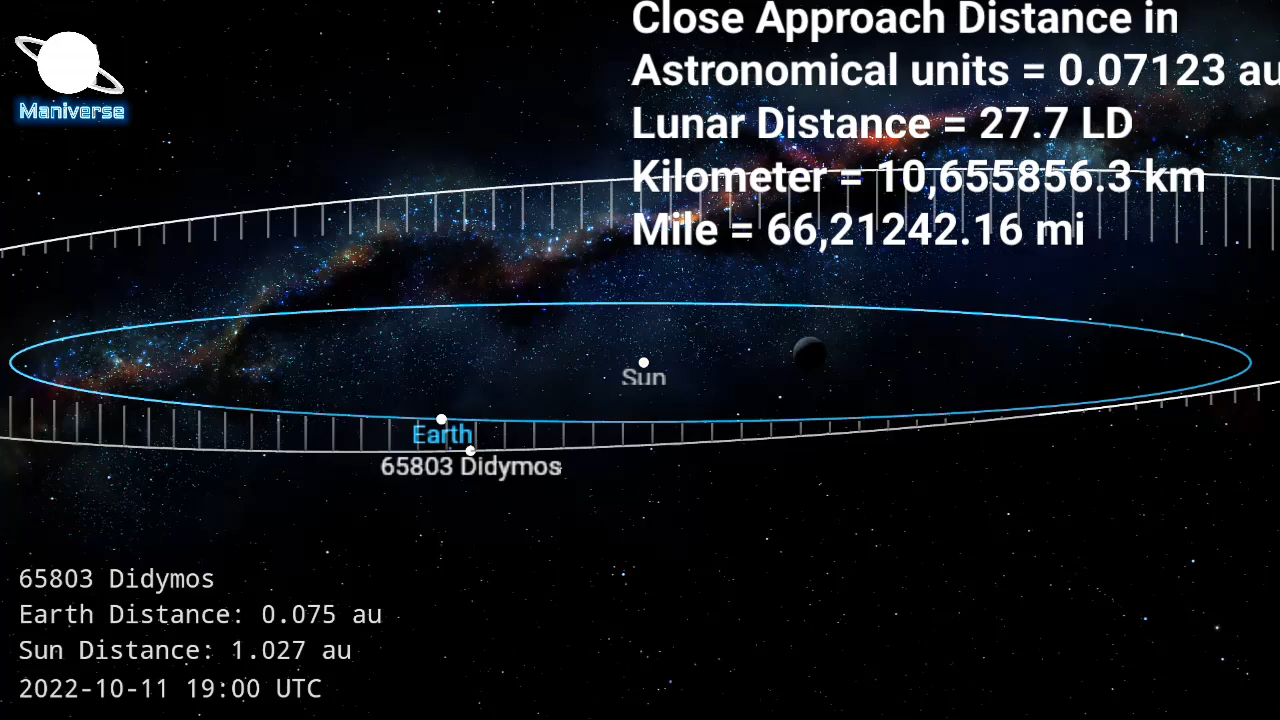 Close Approach Distance in
Astronomical units = 0.07123 au
Lunar Distance = 27.7 LD
Kilometer = 10,655856.3 km
Mile = 66,21242.16 mi
Maniverse
Sun
Earth
65803 Didymos
65803 Didymos
Earth Distance: 0.075 au
Sun Distance: 1.027 au
2022-10-11 19:00 UTC